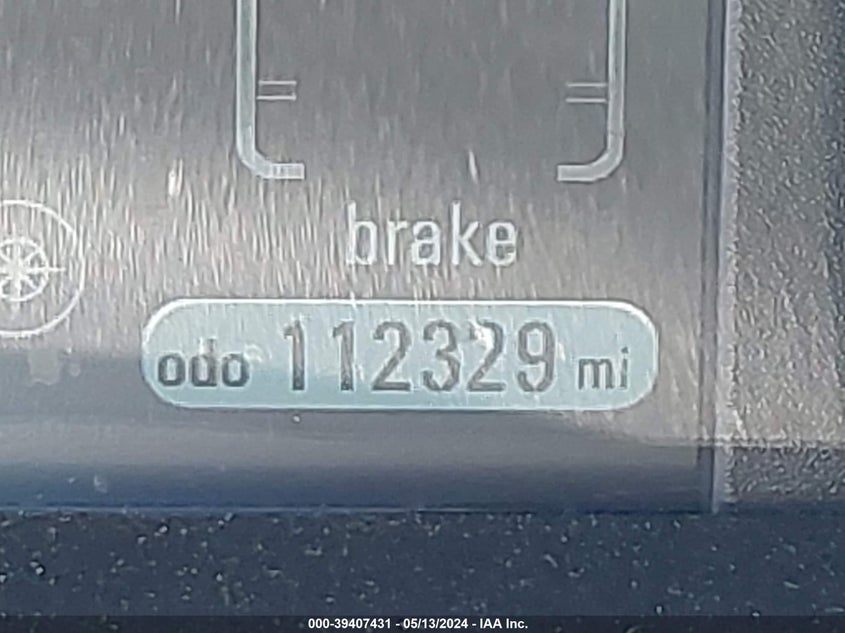 brake
odo 112329 mi
000-39407431 - 05/13/2024 - IAA Inc.